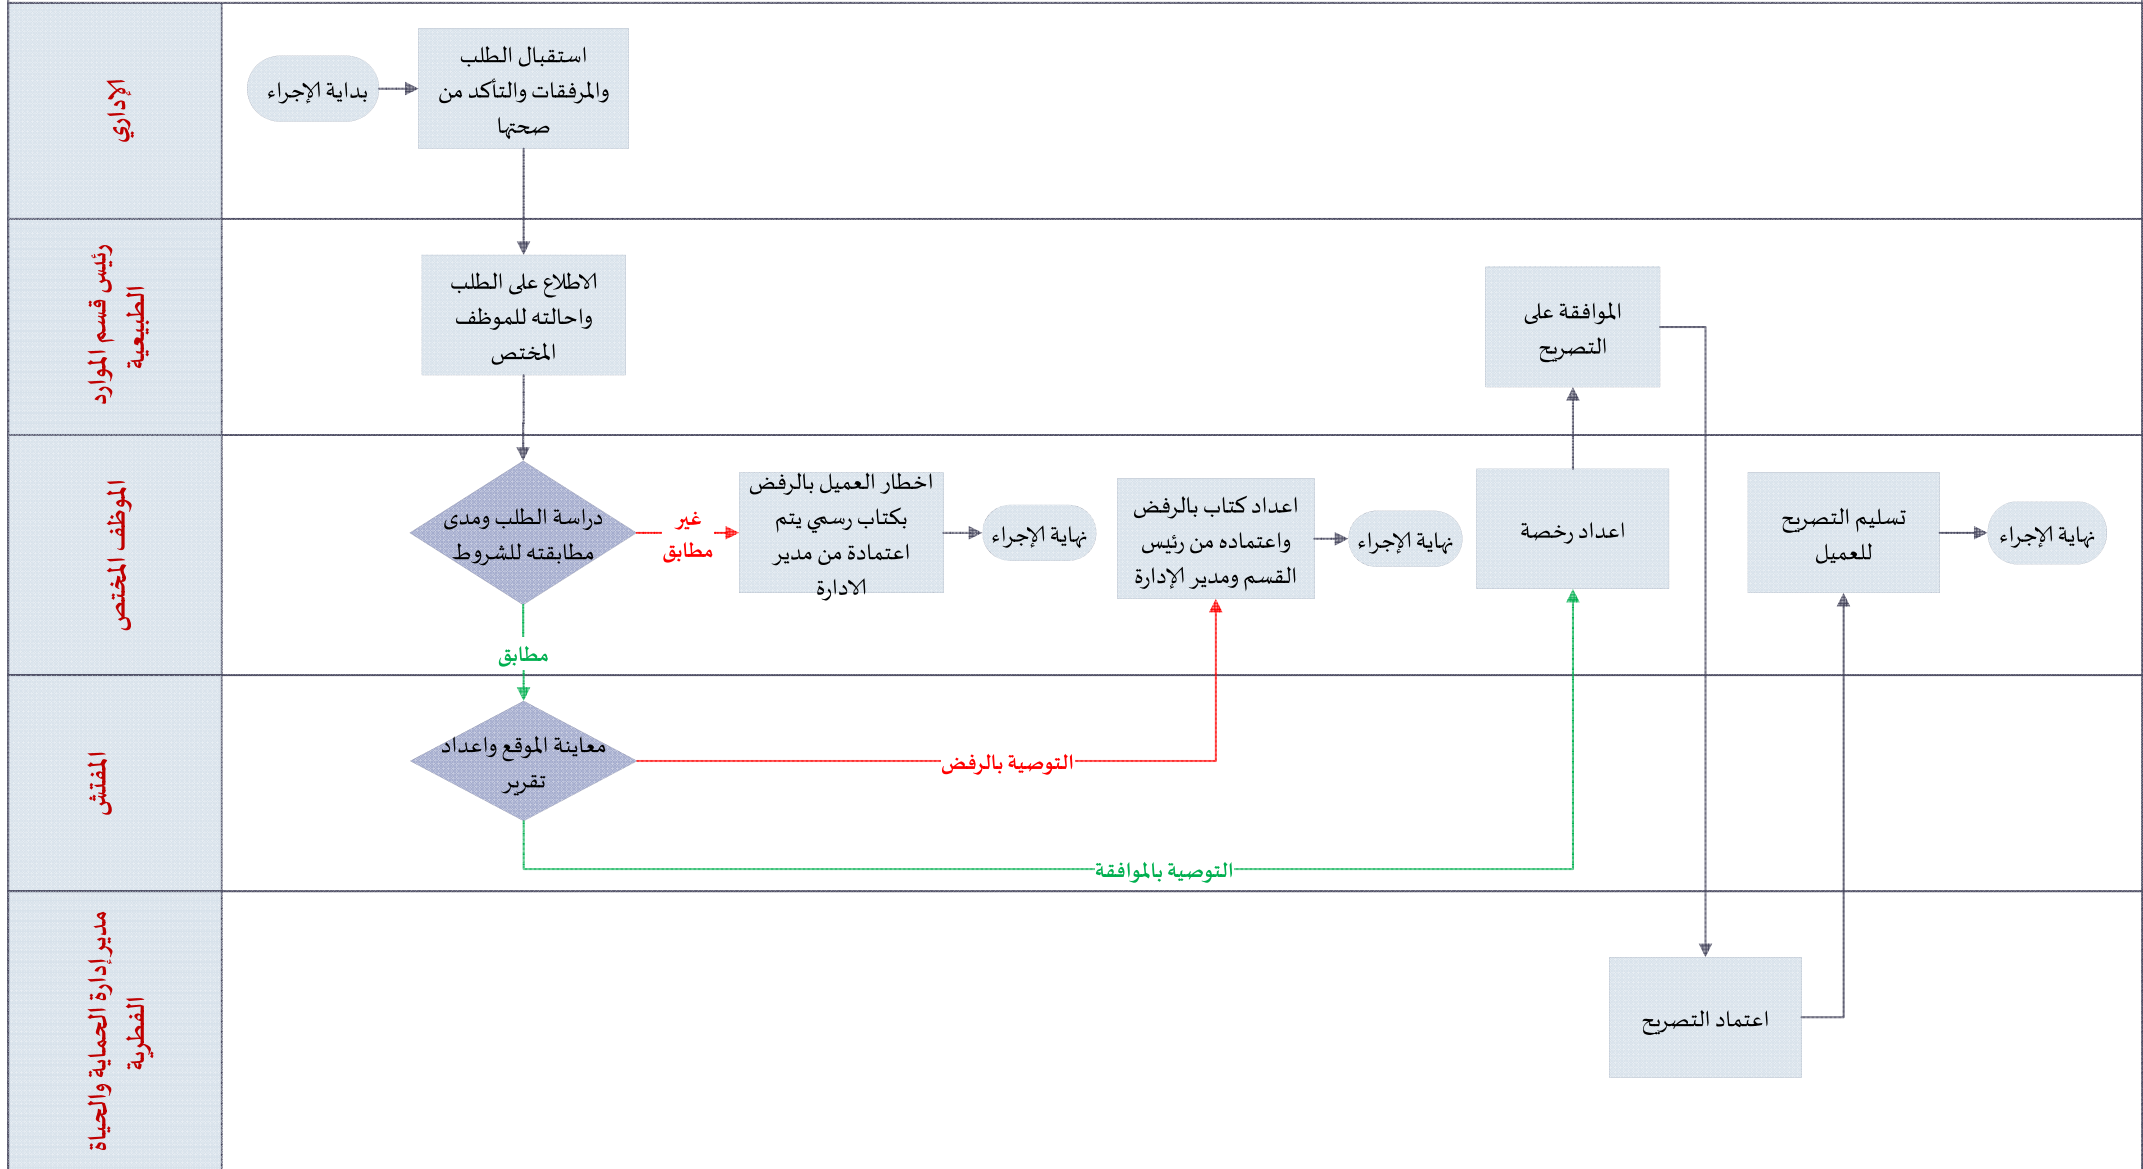 الإداري
بداية الإجراء
استقبال الطلب
والمرفقات والتأكد من
صحتها
رئيس قسم الموارد
الطبيعية
الاطلاع على الطلب
واحالته للموظف
المختص
الموافقة على
التصريح
الموظف المختص
دراسة الطلب ومدى
مطابقته للشروط
غير
مطابق
اخطار العميل بالرفض
بكتاب رسمي يتم
اعتمادة من مدير
الادارة
نهاية الإجراء
اعداد كتاب بالرفض
واعتماده من رئيس
القسم ومدير الإدارة
نهاية الإجراء
اعداد رخصة
تسليم التصريح
للعميل
نهاية الإجراء
مطابق
المفتش
معاينة الموقع واعداد
تقرير
التوصية بالرفض
التوصية بالموافقة
مدير إدارة الحماية والحياة
الفطرية
اعتماد التصريح